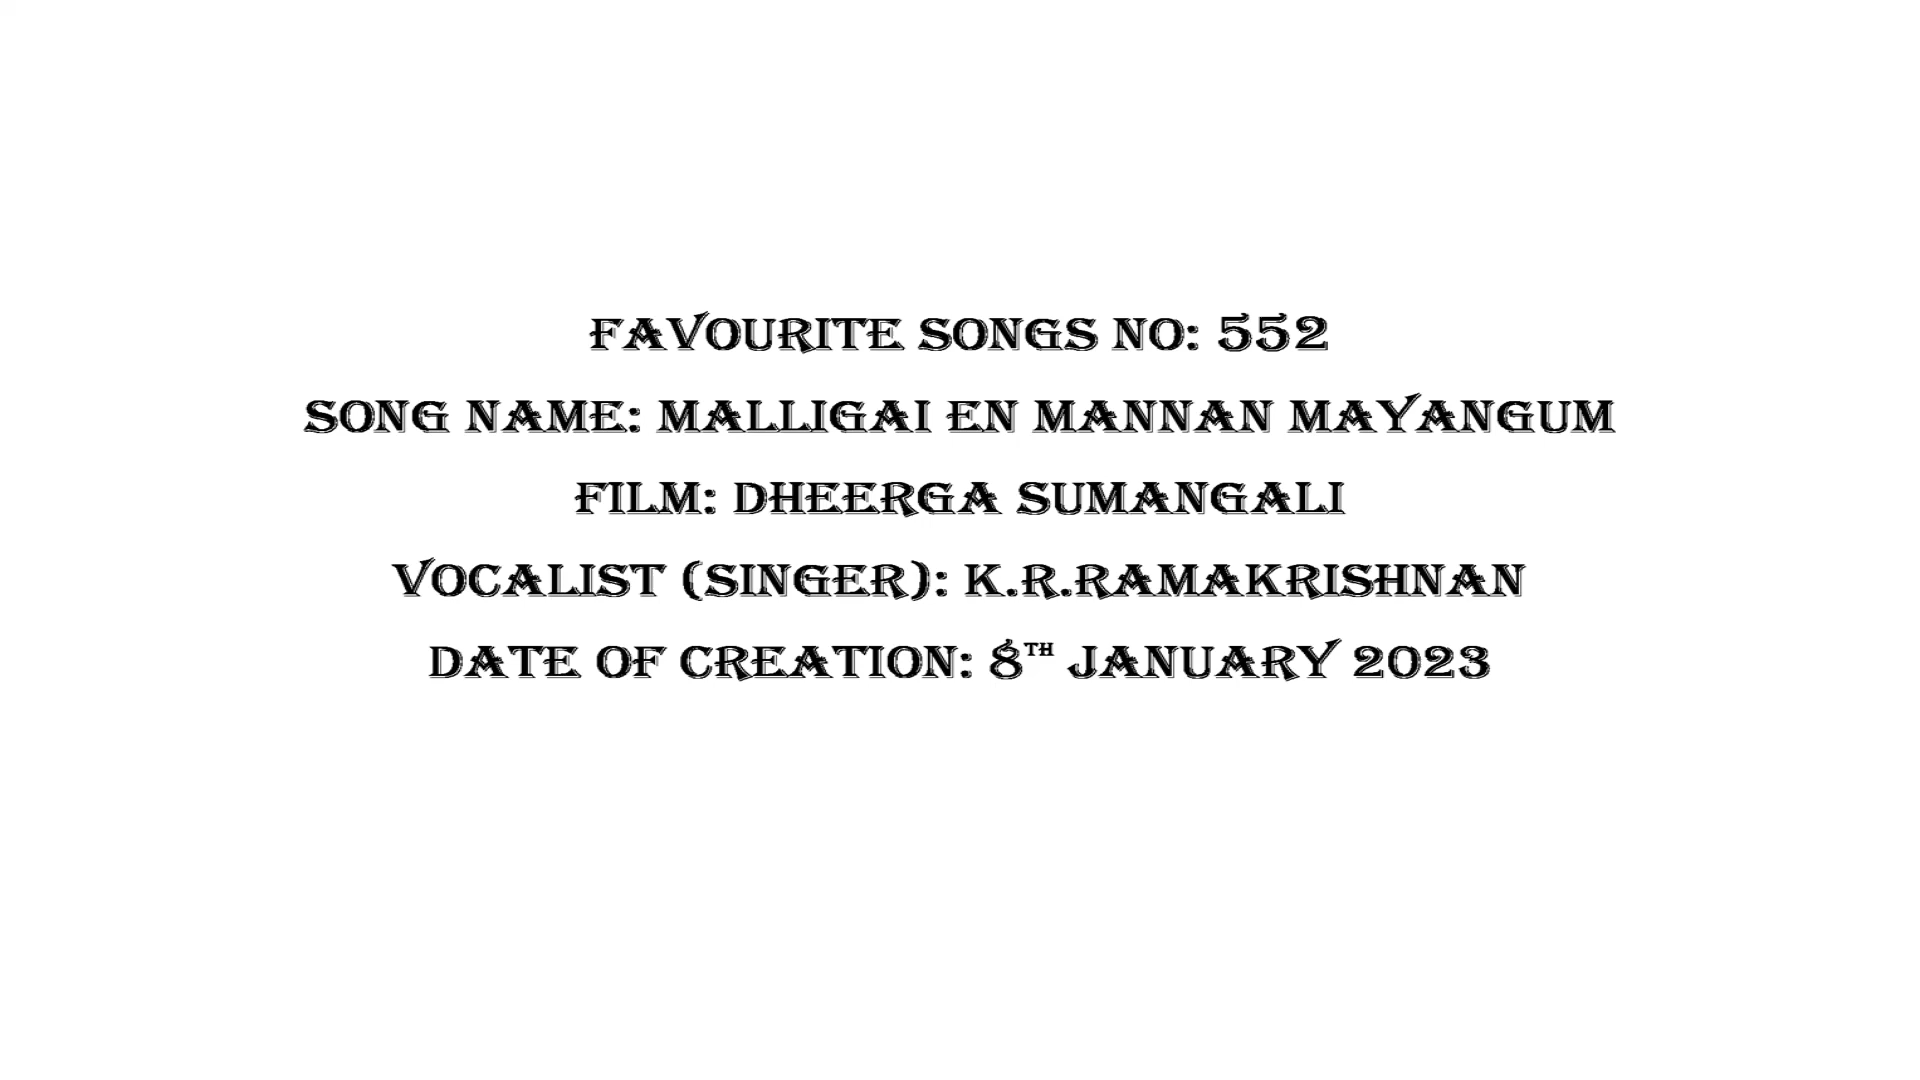 FAVOURITE SONGS NO: 552
SONG NAME: MALLIGAI EN MANNAN MAYANGUM
FILM: DHEERGA SUMANGALI
VOCALIST (SINGER): K.R.RAMAKRISHNAN
DATE OF CREATION: 8TH JANUARY 2023